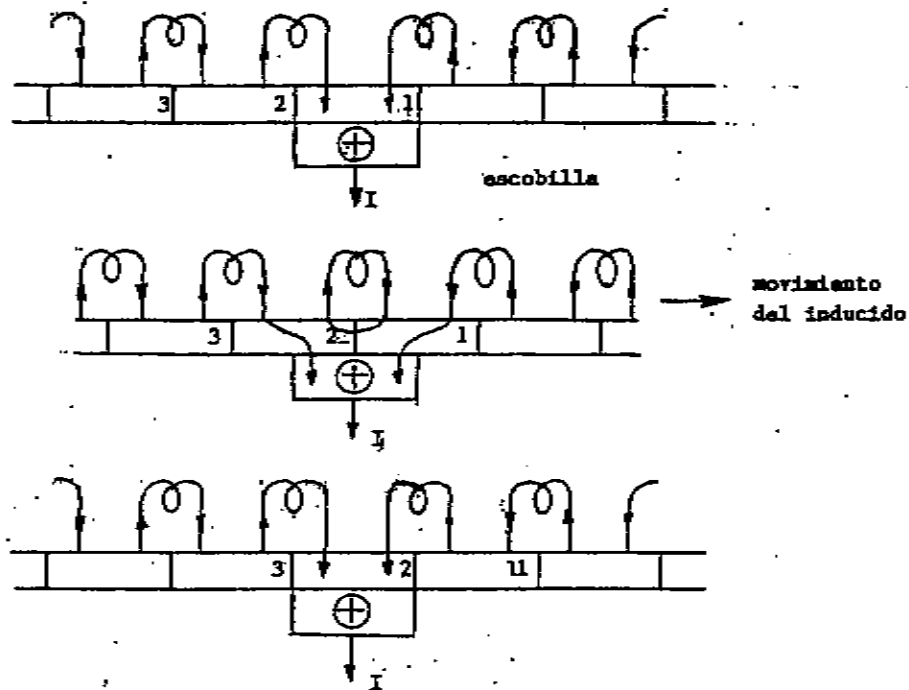 3 2 1
+
I
escobilla
movimiento
del inducido
3 2 1
+
I
3 2 11
+
I